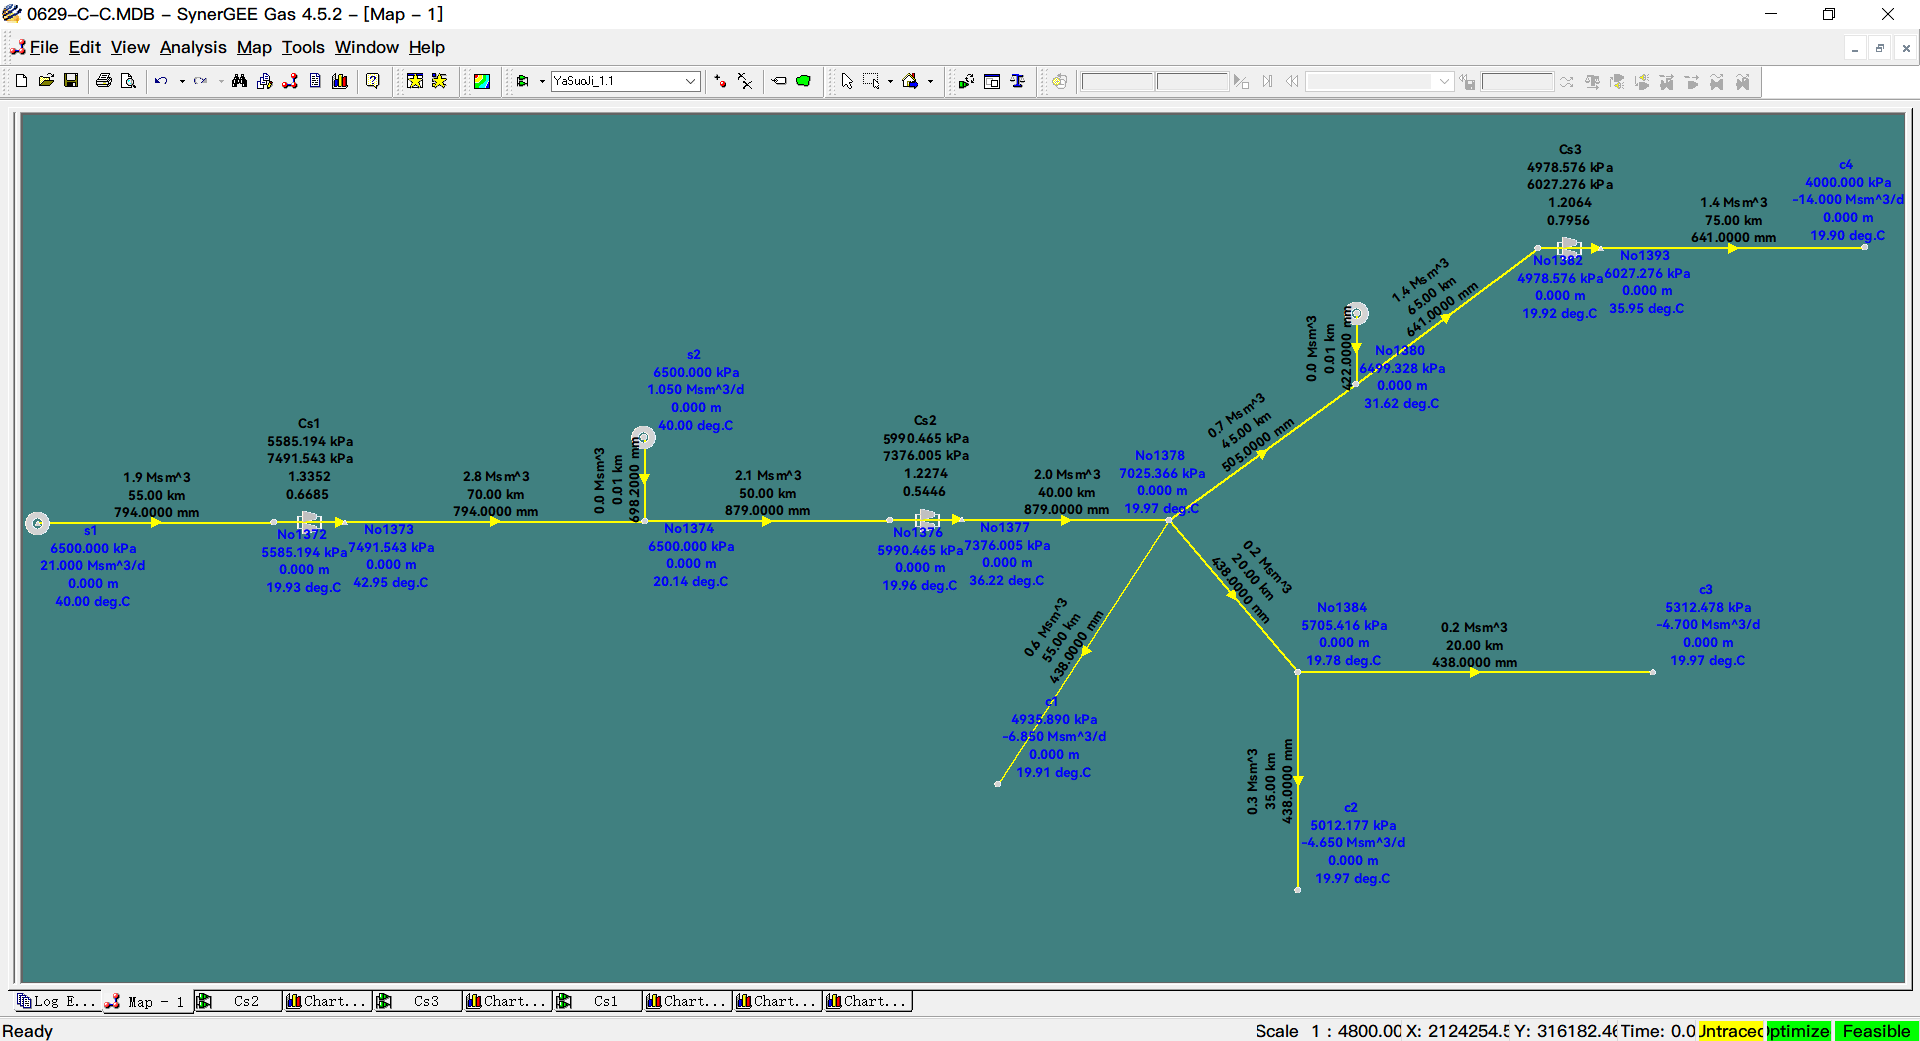 0629-C-C.MDB - SynerGEE Gas 4.5.2 - [Map - 1]
File Edit View Analysis Map Tools Window Help
YaSuoJi_1.1
Cs3
4978.576 kPa
6027.276 kPa
1.2064
0.7956
c4
4000.000 kPa
-14.000 Msm^3/d
0.000 m
19.90 deg.C
1.4 Msm^3
75.00 km
641.0000 mm
No1382
4978.576 kPa
0.000 m
19.92 deg.C
No1393
6027.276 kPa
0.000 m
35.95 deg.C
1.4 Msm^3
65.00 km
641.0000 mm
0.0 Msm^3
0.01 km
422.0000 mm
No1380
6499.328 kPa
0.000 m
31.62 deg.C
s2
6500.000 kPa
1.050 Msm^3/d
0.000 m
40.00 deg.C
0.7 Msm^3
45.00 km
505.0000 mm
Cs1
5585.194 kPa
7491.543 kPa
1.3352
0.6685
Cs2
5990.465 kPa
7376.005 kPa
1.2274
0.5446
No1378
7025.366 kPa
0.000 m
19.97 deg.C
1.9 Msm^3
55.00 km
794.0000 mm
2.8 Msm^3
70.00 km
794.0000 mm
0.0 Msm^3
0.01 km
698.2000 mm
2.1 Msm^3
50.00 km
879.0000 mm
2.0 Msm^3
40.00 km
879.0000 mm
s1
6500.000 kPa
21.000 Msm^3/d
0.000 m
40.00 deg.C
No1372
5585.194 kPa
0.000 m
19.93 deg.C
No1373
7491.543 kPa
0.000 m
42.95 deg.C
No1374
6500.000 kPa
0.000 m
20.14 deg.C
No1376
5990.465 kPa
0.000 m
19.96 deg.C
No1377
7376.005 kPa
0.000 m
36.22 deg.C
0.2 Msm^3
20.00 km
438.0000 mm
0.6 Msm^3
55.00 km
438.0000 mm
No1384
5705.416 kPa
0.000 m
19.78 deg.C
0.2 Msm^3
20.00 km
438.0000 mm
c3
5312.478 kPa
-4.700 Msm^3/d
0.000 m
19.97 deg.C
c1
4935.890 kPa
-6.850 Msm^3/d
0.000 m
19.91 deg.C
0.3 Msm^3
35.00 km
438.0000 mm
c2
5012.177 kPa
-4.650 Msm^3/d
0.000 m
19.97 deg.C
Log E... Map - 1 Cs2 Chart... Cs3 Chart... Cs1 Chart... Chart... Chart...
Ready Scale 1 : 4800.00 X: 2124254.5 Y: 316182.46 Time: 0.0 Untraced Optimize Feasible